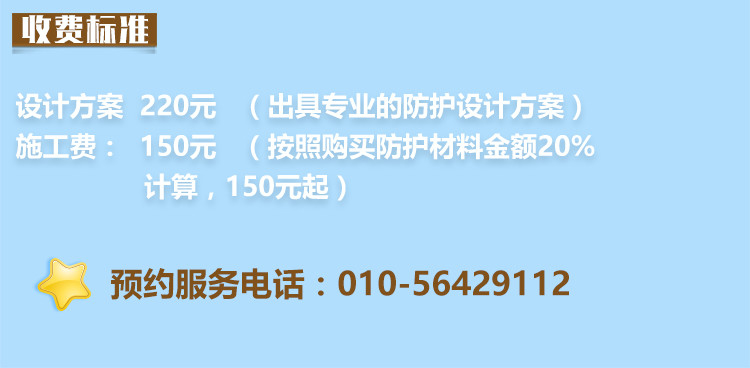 收费标准
设计方案 220元 （出具专业的防护设计方案）
施工费： 150元 （按照购买防护材料金额20%
计算，150元起）
预约服务电话：010-56429112